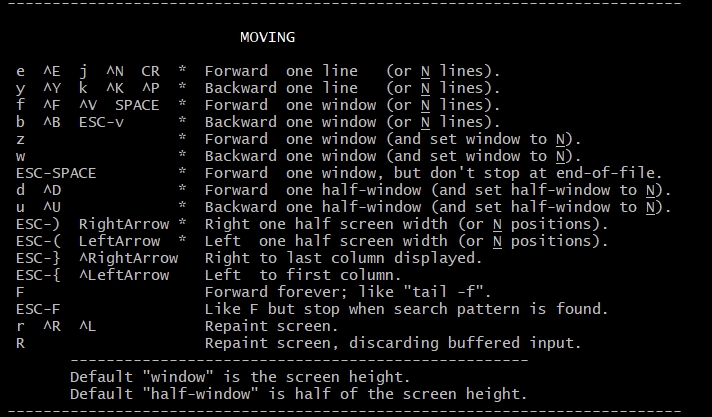 ---------------------------------------------------------------------------
MOVING
e  ^E  j  ^N  CR  *  Forward  one line   (or N lines).
y  ^Y  k  ^K  ^P  *  Backward one line   (or N lines).
f  ^F  ^V  SPACE  *  Forward  one window (or N lines).
b  ^B  ESC-v      *  Backward one window (or N lines).
z                 *  Forward  one window (and set window to N).
w                 *  Backward one window (and set window to N).
ESC-SPACE         *  Forward  one window, but don't stop at end-of-file.
d  ^D             *  Forward  one half-window (and set half-window to N).
u  ^U             *  Backward one half-window (and set half-window to N).
ESC-)  RightArrow *  Right one half screen width (or N positions).
ESC-(  LeftArrow  *  Left  one half screen width (or N positions).
ESC-}  ^RightArrow   Right to last column displayed.
ESC-{  ^LeftArrow    Left  to first column.
F                    Forward forever; like "tail -f".
ESC-F                Like F but stop when search pattern is found.
r  ^R  ^L            Repaint screen.
R                    Repaint screen, discarding buffered input.
---------------------------------------------------
Default "window" is the screen height.
Default "half-window" is half of the screen height.
---------------------------------------------------------------------------